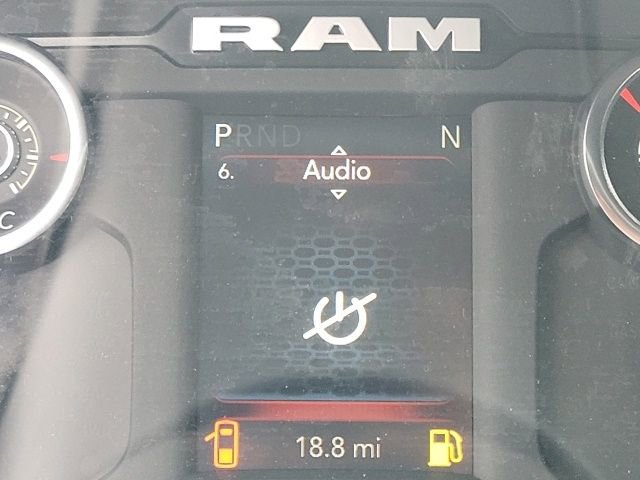 RAM
PRND N
6. Audio
C
18.8 mi